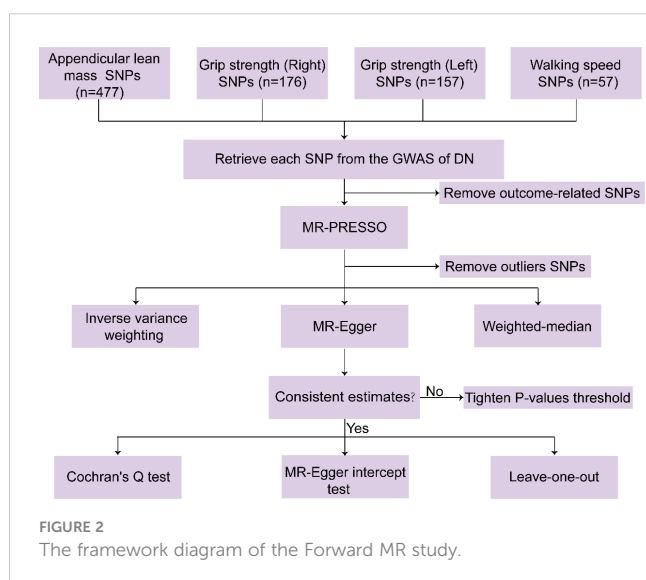 Appendicular lean
mass SNPs
(n=477)
Grip strength (Right)
SNPs (n=176)
Grip strength (Left)
SNPs (n=157)
Walking speed
SNPs (n=57)
Retrieve each SNP from the GWAS of DN
Remove outcome-related SNPs
MR-PRESSO
Remove outliers SNPs
Inverse variance
weighting
MR-Egger
Weighted-median
Consistent estimates?
No
Tighten P-values threshold
Yes
Cochran's Q test
MR-Egger intercept
test
Leave-one-out
FIGURE 2
The framework diagram of the Forward MR study.